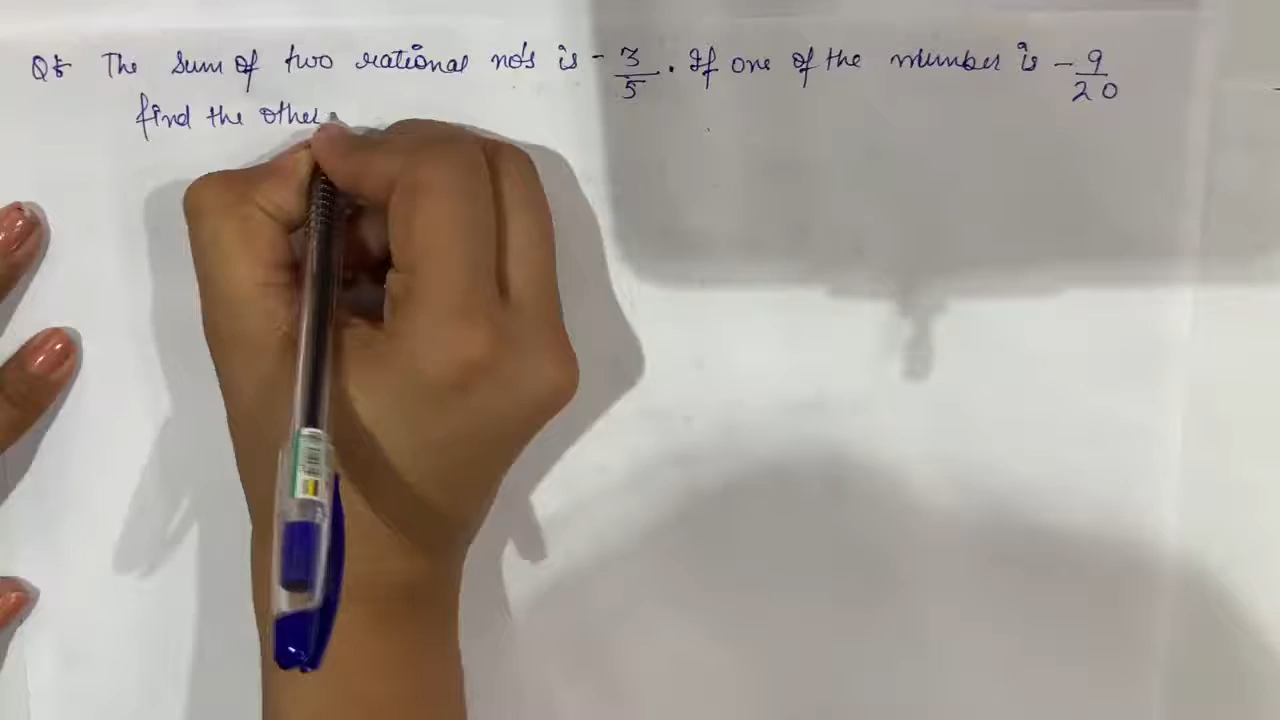 Q: The sum of two rational no's is -3/5. If one of the number is -9/20
find the other